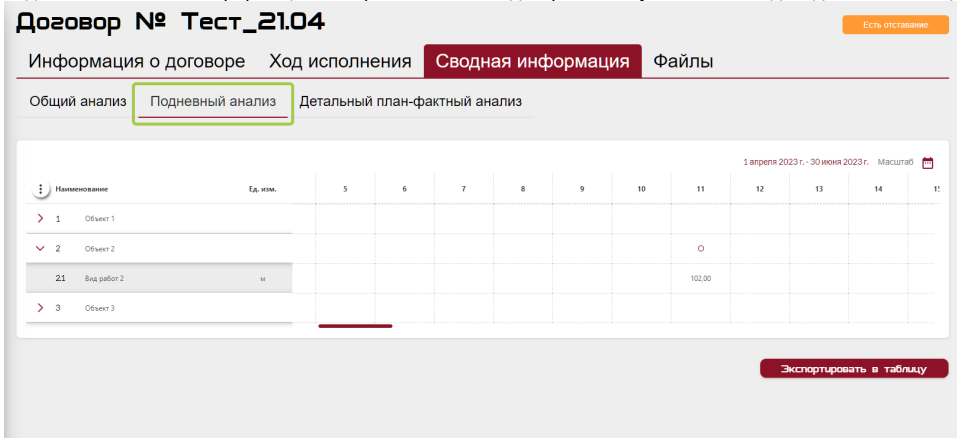 Договор № Тест_21.04
Есть отставание
Информация о договоре Ход исполнения Сводная информация Файлы
Общий анализ Подневный анализ Детальный план-фактный анализ
1 апреля 2023 г. - 30 июня 2023 г. Масштаб
Наименование Ед. изм. 5 6 7 8 9 10 11 12 13 14
1 Объект 1
2 Объект 2
2.1 Вид работ 2 м 102,00
3 Объект 3
Экспортировать в таблицу